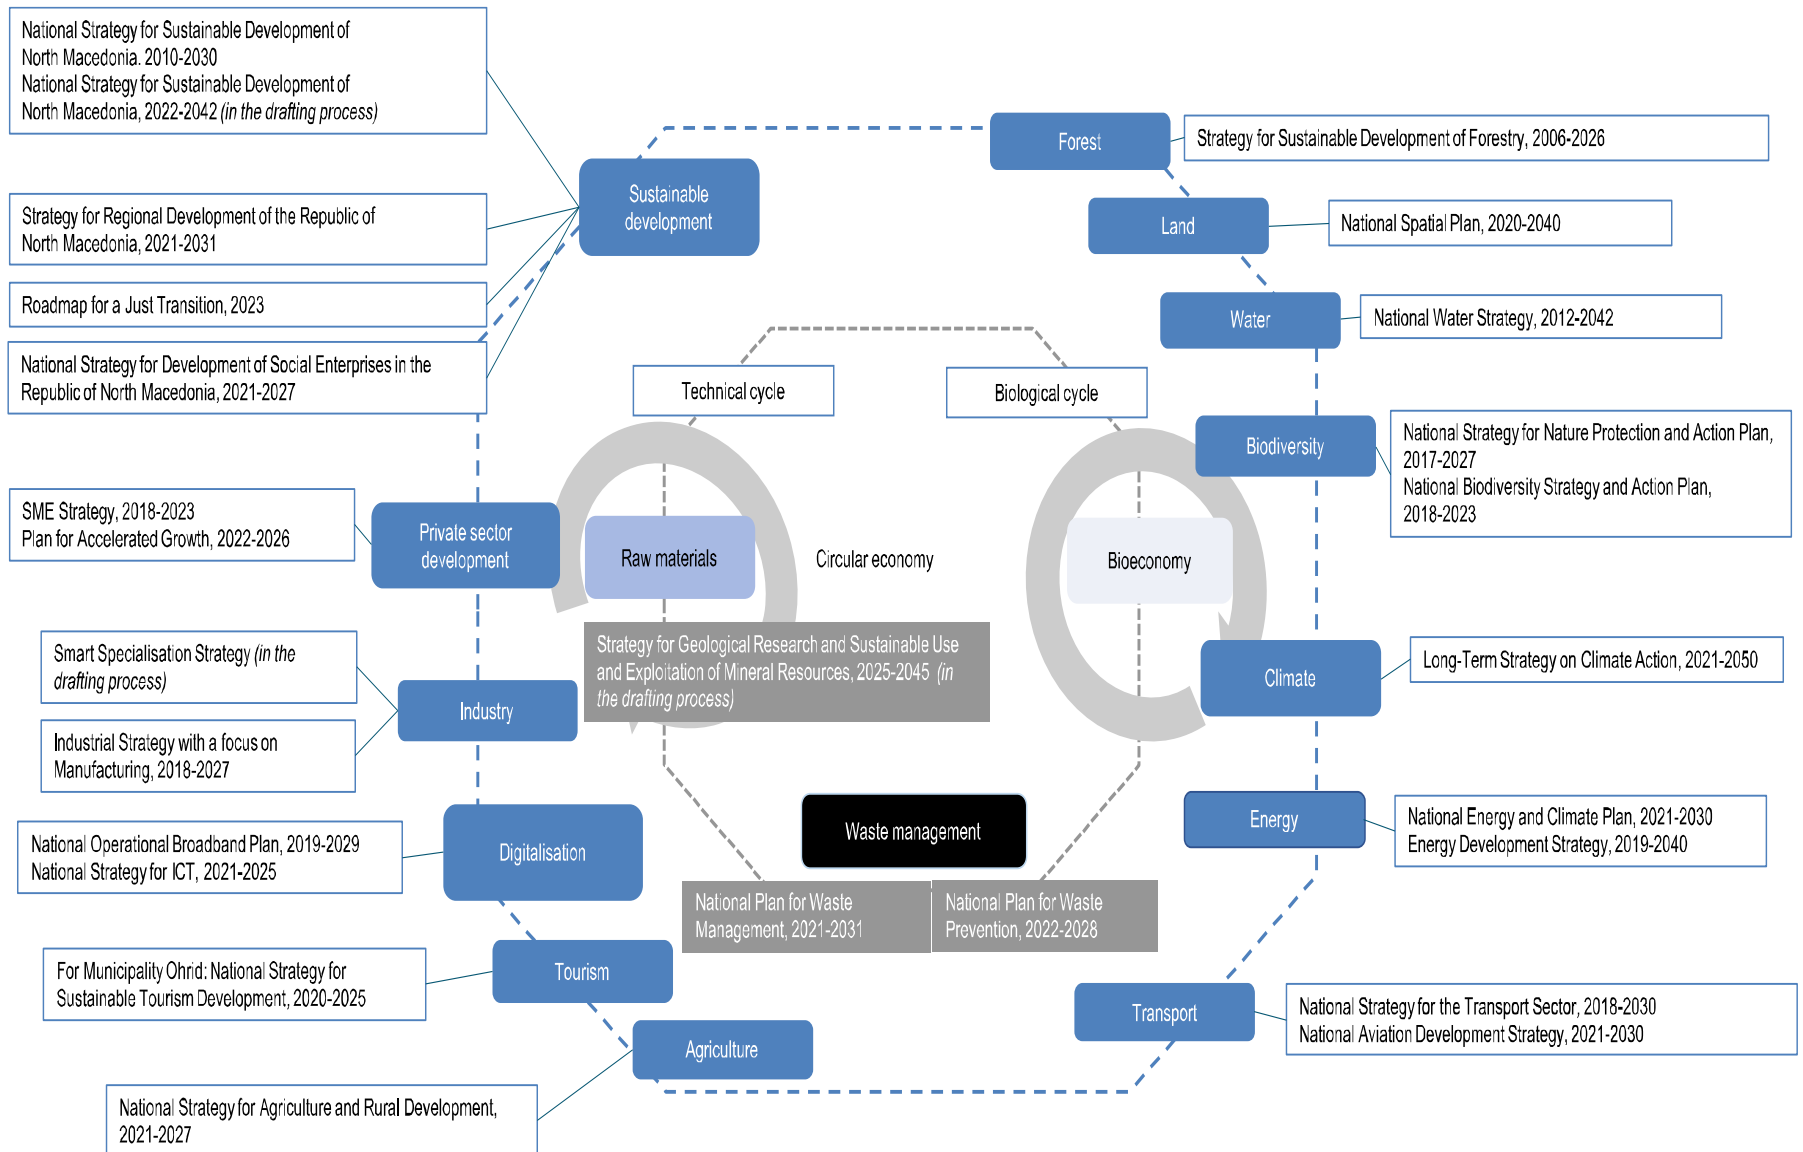 National Strategy for Sustainable Development of
North Macedonia. 2010-2030
National Strategy for Sustainable Development of
North Macedonia, 2022-2042 (in the drafting process)
Sustainable
development
Strategy for Regional Development of the Republic of
North Macedonia, 2021-2031
Roadmap for a Just Transition, 2023
National Strategy for Development of Social Enterprises in the
Republic of North Macedonia, 2021-2027
Forest
Strategy for Sustainable Development of Forestry, 2006-2026
Land
National Spatial Plan, 2020-2040
Water
National Water Strategy, 2012-2042
Technical cycle
Biological cycle
Biodiversity
National Strategy for Nature Protection and Action Plan,
2017-2027
National Biodiversity Strategy and Action Plan,
2018-2023
SME Strategy, 2018-2023
Plan for Accelerated Growth, 2022-2026
Private sector
development
Raw materials
Circular economy
Bioeconomy
Strategy for Geological Research and Sustainable Use
and Exploitation of Mineral Resources, 2025-2045 (in
the drafting process)
Smart Specialisation Strategy (in the
drafting process)
Industry
Industrial Strategy with a focus on
Manufacturing, 2018-2027
Climate
Long-Term Strategy on Climate Action, 2021-2050
National Operational Broadband Plan, 2019-2029
National Strategy for ICT, 2021-2025
Digitalisation
Waste management
Energy
National Energy and Climate Plan, 2021-2030
Energy Development Strategy, 2019-2040
National Plan for Waste
Management, 2021-2031
National Plan for Waste
Prevention, 2022-2028
For Municipality Ohrid: National Strategy for
Sustainable Tourism Development, 2020-2025
Tourism
Transport
National Strategy for the Transport Sector, 2018-2030
National Aviation Development Strategy, 2021-2030
Agriculture
National Strategy for Agriculture and Rural Development,
2021-2027